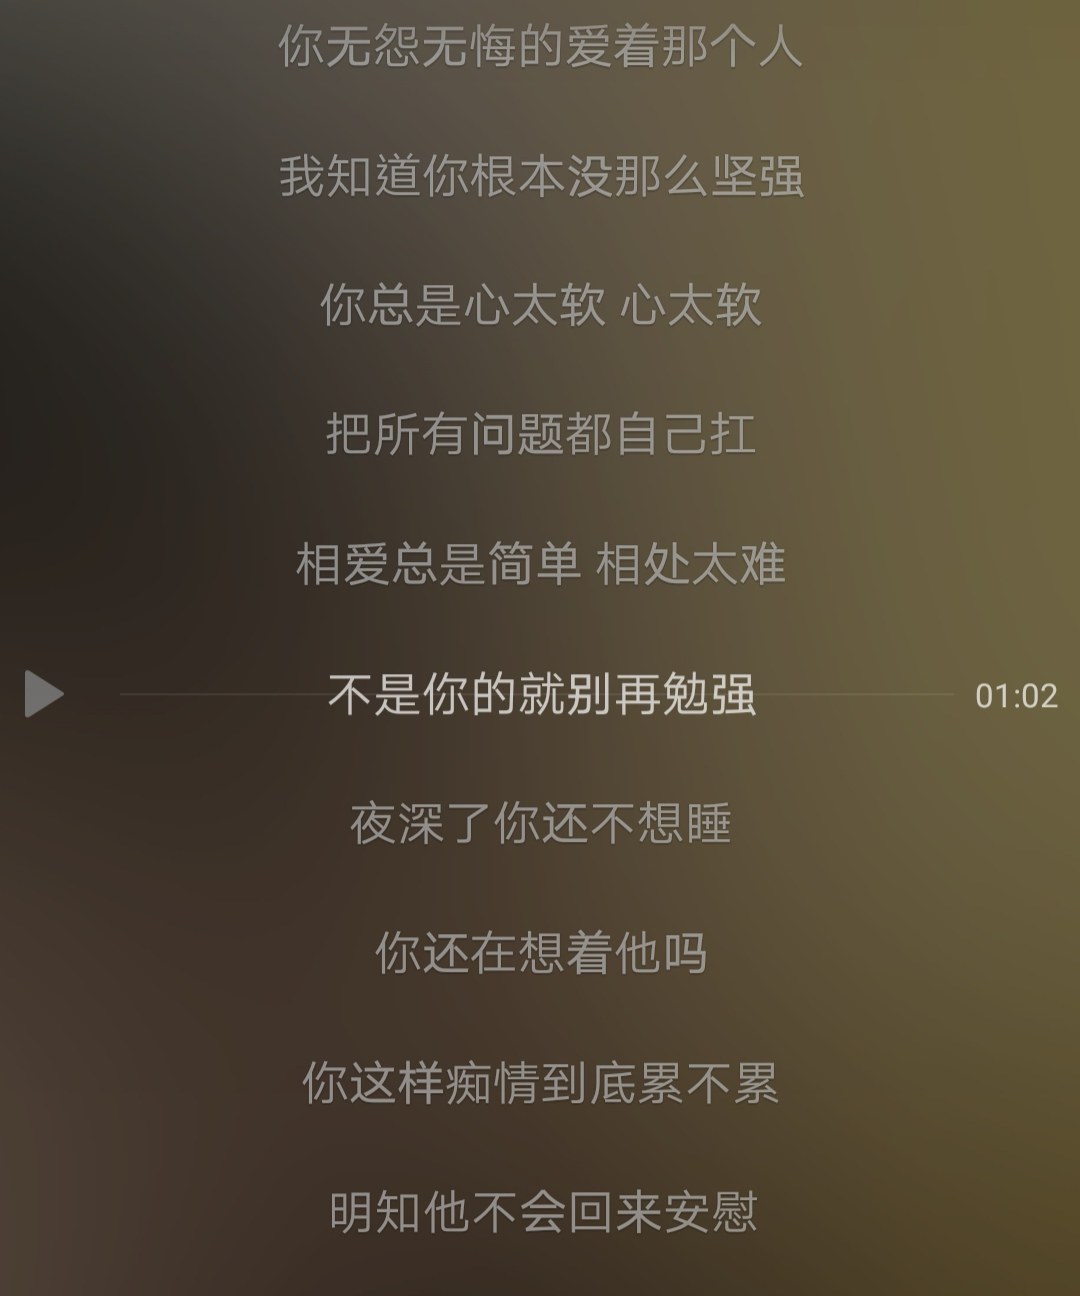 你无怨无悔的爱着那个人
我知道你根本没那么坚强
你总是心太软 心太软
把所有问题都自己扛
相爱总是简单 相处太难
不是你的就别再勉强
01:02
夜深了你还不想睡
你还在想着他吗
你这样痴情到底累不累
明知他不会回来安慰